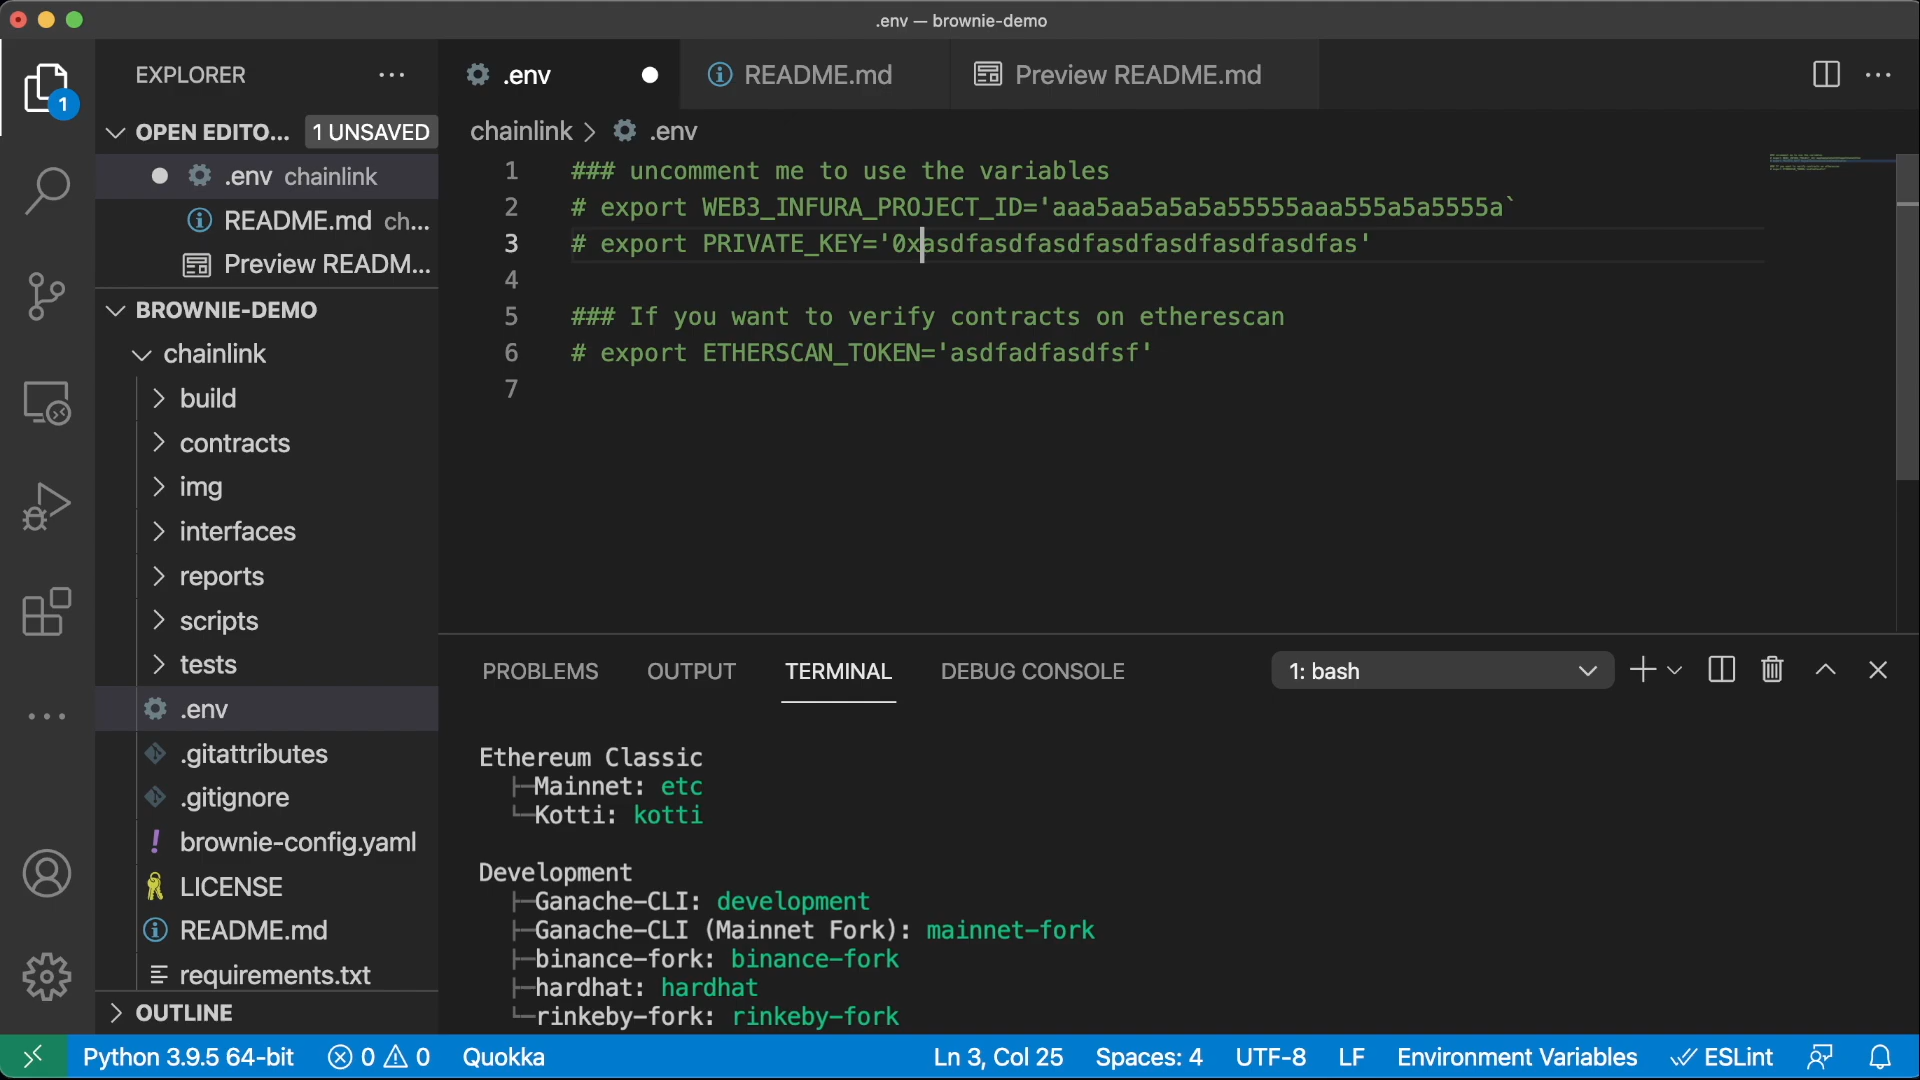 .env — brownie-demo
EXPLORER
.env
README.md
Preview README.md
1
OPEN EDITO... 1 UNSAVED
.env chainlink
README.md ch...
Preview READM...
BROWNIE-DEMO
chainlink
build
contracts
img
interfaces
reports
scripts
tests
.env
.gitattributes
.gitignore
brownie-config.yaml
LICENSE
README.md
requirements.txt
OUTLINE
chainlink > .env
1 ### uncomment me to use the variables
2 # export WEB3_INFURA_PROJECT_ID='aaa5aa5a5a5a55555aaa555a5a5555a`
3 # export PRIVATE_KEY='0xasdfasdfasdfasdfasdfasdfasdfas'
4
5 ### If you want to verify contracts on etherescan
6 # export ETHERSCAN_TOKEN='asdfadfasdfsf'
7
PROBLEMS OUTPUT TERMINAL DEBUG CONSOLE 1: bash
Ethereum Classic
├─Mainnet: etc
└─Kotti: kotti
Development
├─Ganache-CLI: development
├─Ganache-CLI (Mainnet Fork): mainnet-fork
├─binance-fork: binance-fork
├─hardhat: hardhat
└─rinkeby-fork: rinkeby-fork
Python 3.9.5 64-bit 0 0 Quokka Ln 3, Col 25 Spaces: 4 UTF-8 LF Environment Variables ESLint